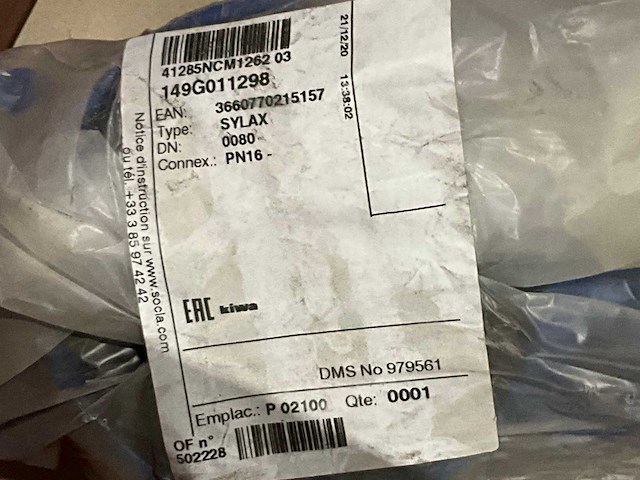 41285NCM1262 03
149G011298
EAN: 3660770215157
Type: SYLAX
DN: 0080
Connex.: PN16 -
21/12/20 13:38:02
Notice d'instruction sur www.socla.com
ou tél. +33 3 85 97 42 42
EAC kiwa
DMS No 979561
Emplac.: P 02100 Qte: 0001
OF n°
502228